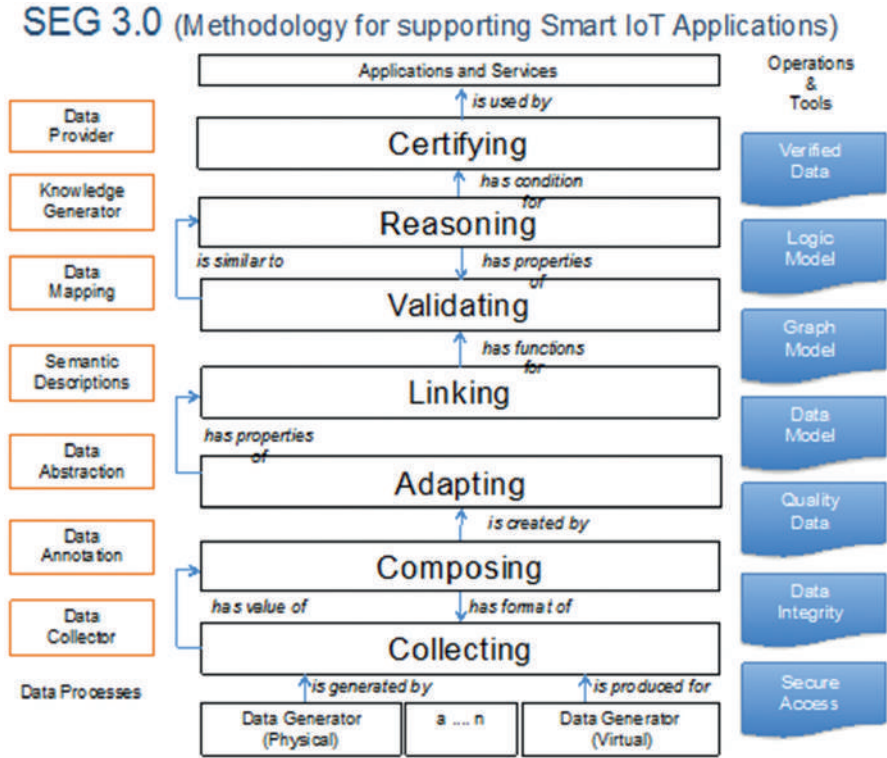 SEG 3.0 (Methodology for supporting Smart IoT Applications)
Applications and Services
Operations
&
Tools
is used by
Data
Provider
Certifying
Verified
Data
has condition
for
Knowledge
Generator
Reasoning
Logic
Model
is similar to
has properties
of
Data
Mapping
Validating
Graph
Model
has functions
for
Semantic
Descriptions
Linking
Data
Model
has properties
of
Data
Abstraction
Adapting
Quality
Data
is created by
Data
Annotation
Composing
Data
Integrity
has value of
has format of
Data
Collector
Collecting
Secure
Access
Data Processes
is generated by
is produced for
Data Generator
(Physical)
a .... n
Data Generator
(Virtual)